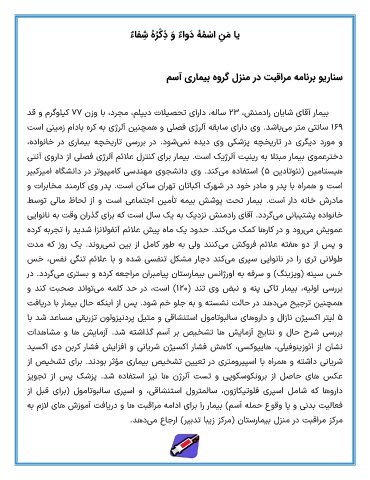 یا مَنِ اسْمُهُ دَواءٌ وَ ذِکْرُهُ شِفاءٌ
سناریو برنامه مراقبت در منزل گروه بیماری آسم
بیمار آقای شایان رادمنش، ۲۳ ساله، دارای تحصیلات دیپلم، مجرد، با وزن ۷۷ کیلوگرم و قد
۱۶۹ سانتی متر می‌باشد. وی دارای سابقه آلرژی فصلی و همچنین آلرژی به کره بادام زمینی است
و مورد دیگری در تاریخچه پزشکی وی دیده نمی‌شود. در بررسی تاریخچه بیماری در خانواده،
دخترعموی بیمار مبتلا به رینیت آلرژیک است. بیمار برای کنترل علائم آلرژی فصلی از داروی آنتی
هیستامین (نئوتادین ۵) استفاده می‌کند. وی دانشجوی مهندسی کامپیوتر در دانشگاه امیرکبیر
است و همراه با پدر و مادر خود در شهرک اکباتان تهران ساکن است. پدر وی کارمند مخابرات و
مادرش خانه دار است. بیمار تحت پوشش بیمه تأمین اجتماعی است و از لحاظ مالی توسط
خانواده پشتیبانی می‌گردد. آقای رادمنش نزدیک به یک سال است که برای گذران وقت به نانوایی
عمویش می‌رود و در کارها کمک می‌کند. حدود یک ماه پیش علائم آنفولانزا شدید را تجربه کرده
و پس از دو هفته علائم فروکش می‌کنند ولی به طور کامل از بین نمی‌روند. یک روز که مدت
طولانی تری را در نانوایی سپری می‌کند دچار مشکل تنفسی شده و با علائم تنگی نفس، خس
خس سینه (ویزینگ) و سرفه به اورژانس بیمارستان پیامبران مراجعه کرده و بستری می‌گردد. در
بررسی اولیه، بیمار تاکی پنه و نبض وی تند (۱۲۰) است، در حد کلمه می‌تواند صحبت کند و
همچنین ترجیح می‌دهد در حالت نشسته و به جلو خم شود. پس از اینکه حال بیمار با دریافت
۵ لیتر اکسیژن نازال و داروهای سالبوتامول استنشاقی و متیل پردنیزولون تزریقی مساعد شد با
بررسی شرح حال و نتایج آزمایش ها تشخیص بر آسم گذاشته شد. آزمایش ها و مشاهدات
نشان از ائوزینوفیلی، هایپوکسی، کاهش فشار اکسیژن شریانی و افزایش فشار کربن دی اکسید
شریانی داشته و همراه با اسپیرومتری در تعیین تشخیص بیماری مؤثر بودند. برای تشخیص از
عکس های حاصل از برونکوسکوپی و تست آلرژن ها نیز استفاده شد. پزشک پس از تجویز
داروها که شامل اسپری فلوتیکازون، سالمترول استنشاقی، و اسپری سالبوتامول (برای قبل از
فعالیت بدنی و یا وقوع حمله آسم) بیمار را برای ادامه مراقبت ها و دریافت آموزش های لازم به
مرکز مراقبت در منزل بیمارستان (مرکز زیبا تدبیر) ارجاع می‌دهد.